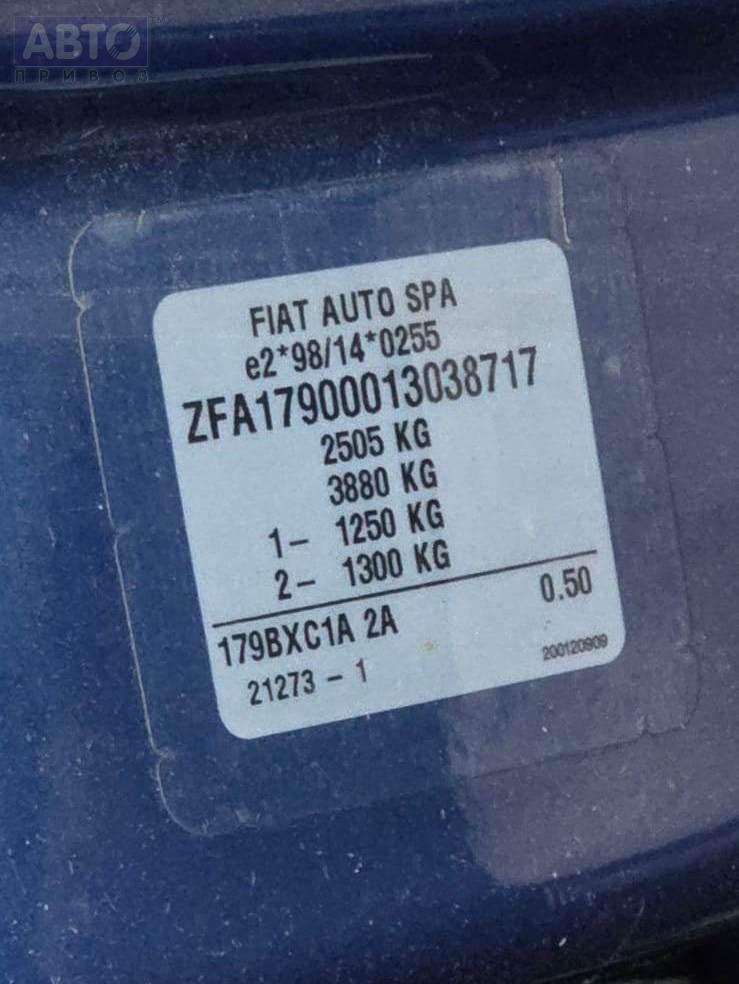 АВТО
ПРИВОЗ
FIAT AUTO SPA
e2*98/14*0255
ZFA17900013038717
2505 KG
3880 KG
1- 1250 KG
2- 1300 KG
179BXC1A 2A 0.50
21273 - 1 200120909